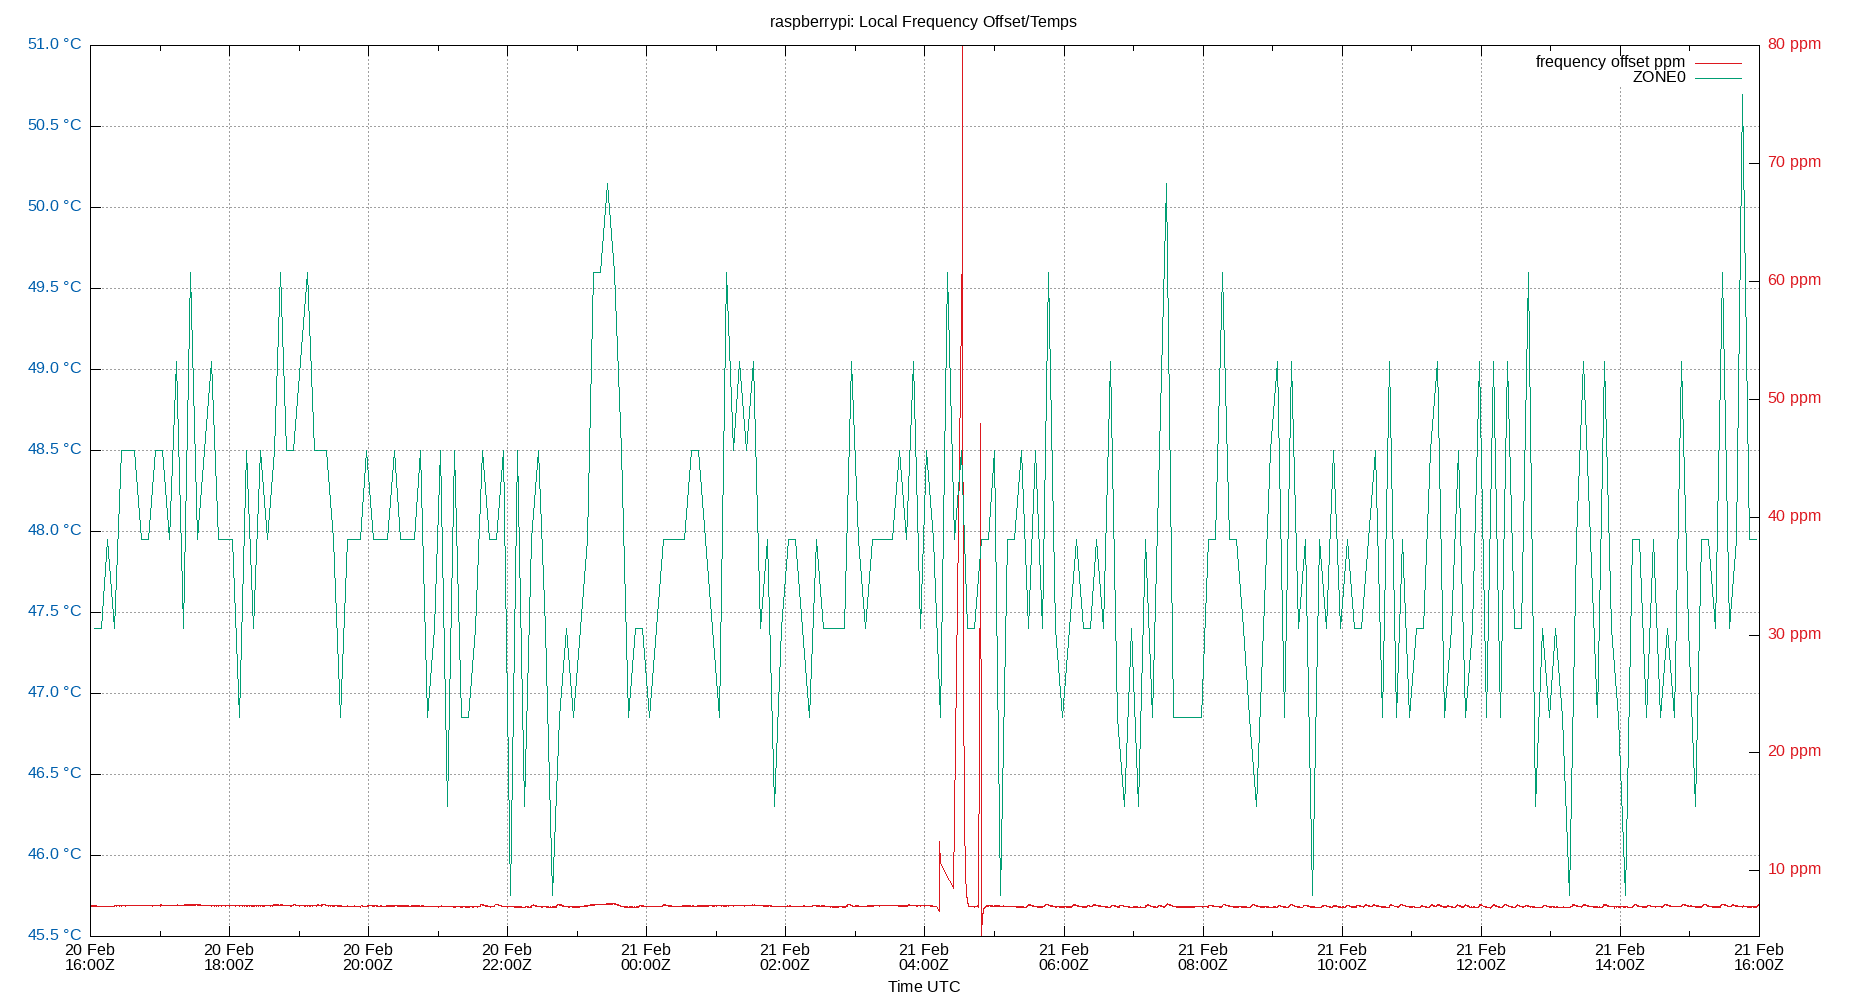 raspberrypi: Local Frequency Offset/Temps
51.0 °C
50.5 °C
50.0 °C
49.5 °C
49.0 °C
48.5 °C
48.0 °C
47.5 °C
47.0 °C
46.5 °C
46.0 °C
45.5 °C
80 ppm
70 ppm
60 ppm
50 ppm
40 ppm
30 ppm
20 ppm
10 ppm
frequency offset ppm
ZONE0
20 Feb 20 Feb 20 Feb 20 Feb 21 Feb 21 Feb 21 Feb 21 Feb 21 Feb 21 Feb 21 Feb 21 Feb 21 Feb
16:00Z 18:00Z 20:00Z 22:00Z 00:00Z 02:00Z 04:00Z 06:00Z 08:00Z 10:00Z 12:00Z 14:00Z 16:00Z
Time UTC